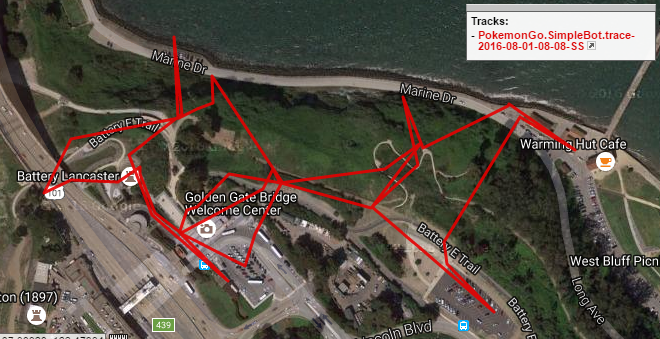 Tracks:
- PokemonGo.SimpleBot.trace-
2016-08-01-08-08-SS
Marine Dr
Marine Dr
Battery E Trail
Warming Hut Cafe
Battery Lancaster
101
Golden Gate Bridge
Welcome Center
Battery E Trail
West Bluff Picn
Long Ave
ton (1897)
439
Lincoln Blvd
Battery E